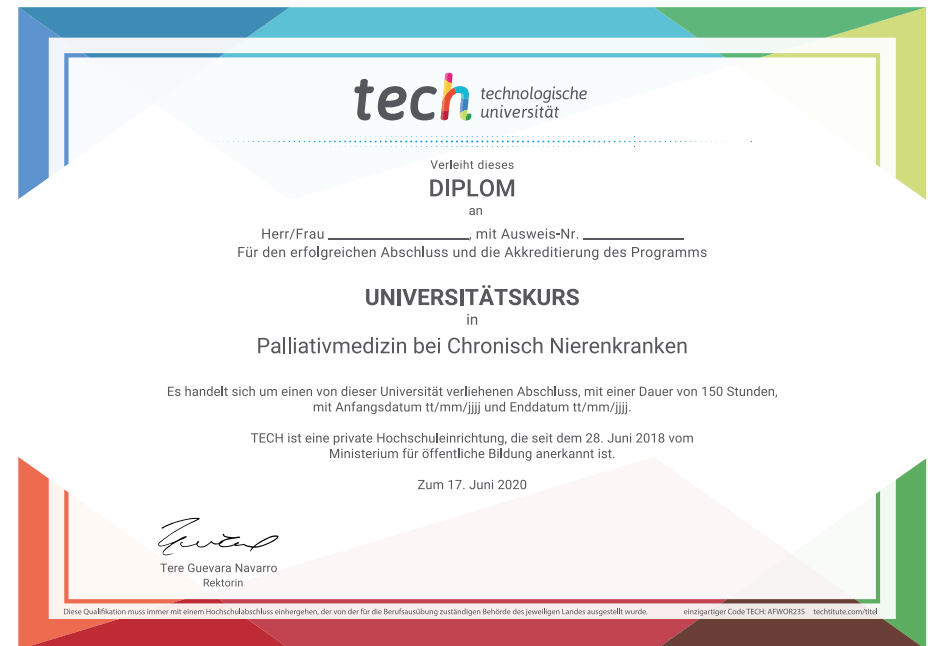 tech technologische
universität
Verleiht dieses
DIPLOM
an
Herr/Frau ____________________, mit Ausweis-Nr. ______________
Für den erfolgreichen Abschluss und die Akkreditierung des Programms
UNIVERSITÄTSKURS
in
Palliativmedizin bei Chronisch Nierenkranken
Es handelt sich um einen von dieser Universität verliehenen Abschluss, mit einer Dauer von 150 Stunden,
mit Anfangsdatum tt/mm/jjjj und Enddatum tt/mm/jjjj.
TECH ist eine private Hochschuleinrichtung, die seit dem 28. Juni 2018 vom
Ministerium für öffentliche Bildung anerkannt ist.
Zum 17. Juni 2020
Tere Guevara Navarro
Rektorin
Diese Qualifikation muss immer mit einem Hochschulabschluss einhergehen, der von der für die Berufsausübung zuständigen Behörde des jeweiligen Landes ausgestellt wurde. einzigartiger Code TECH: AFWOR23S techtitute.com/titel